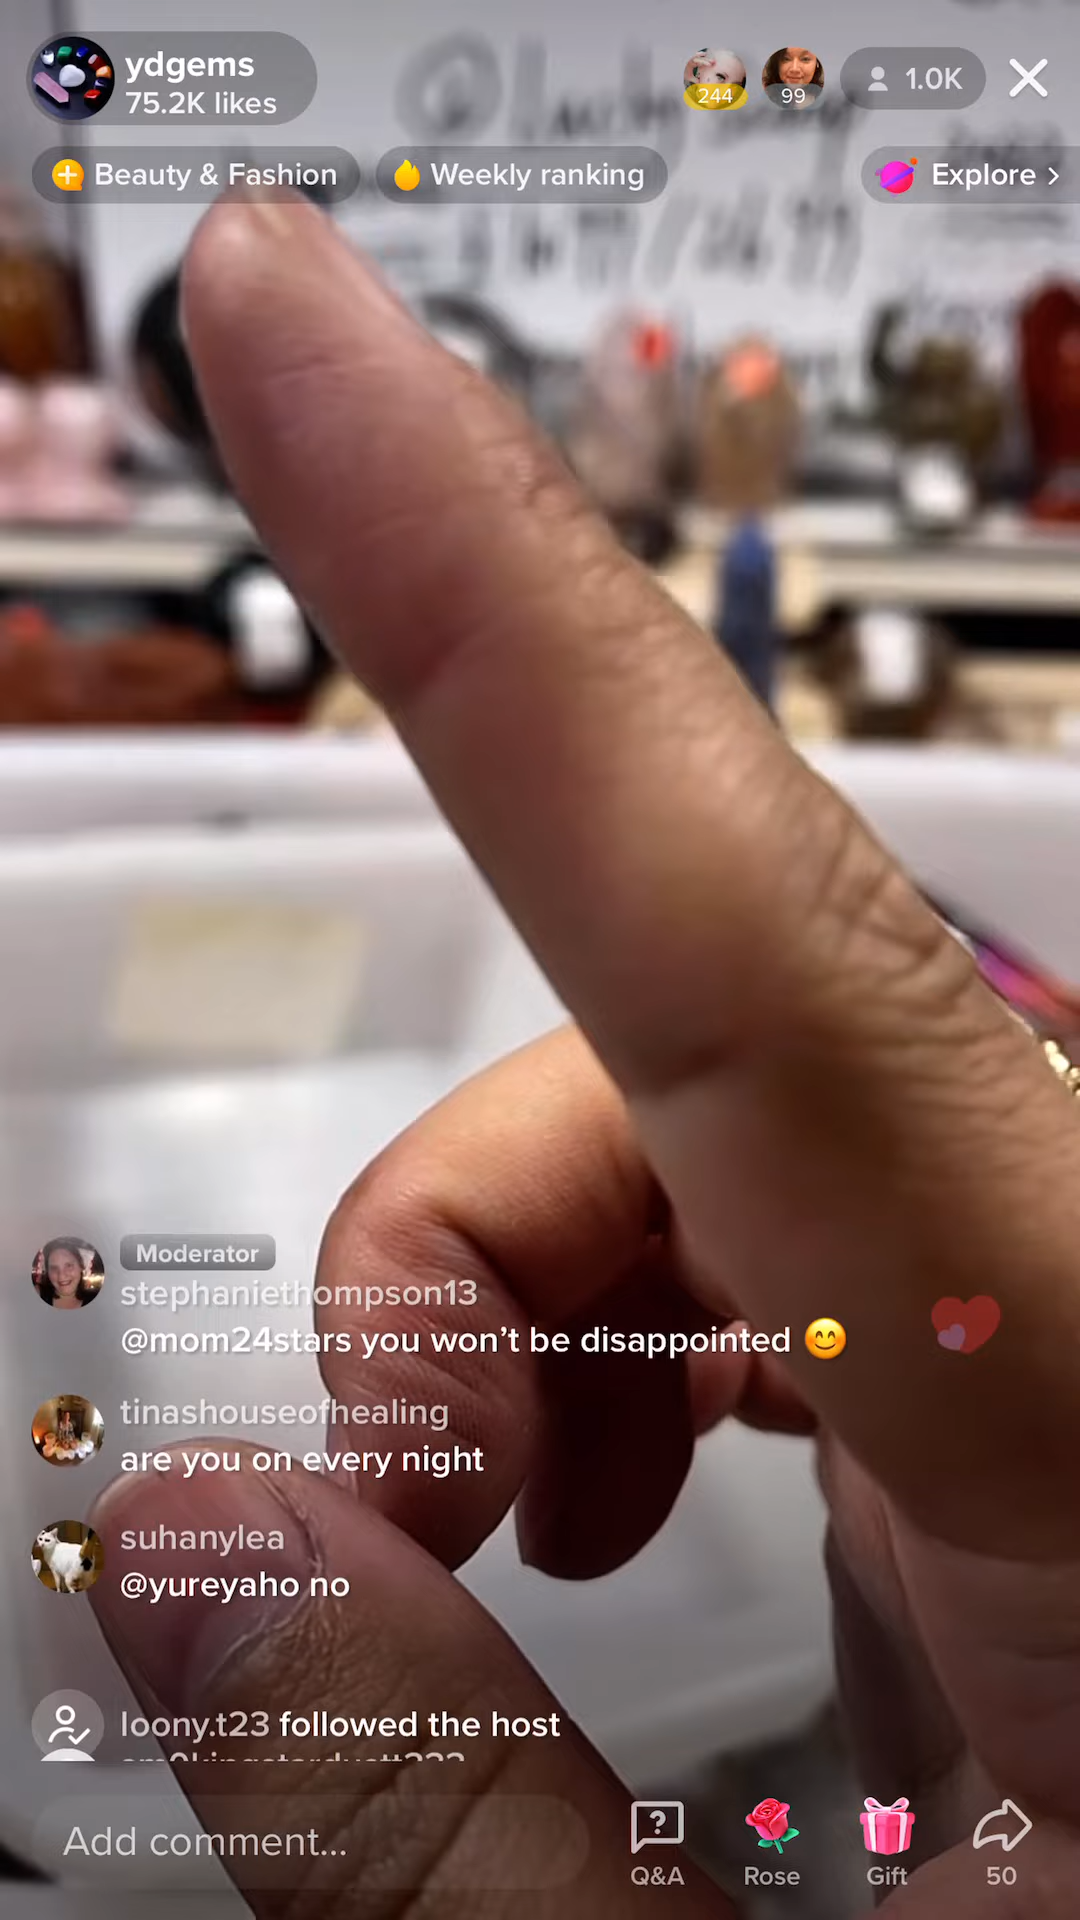 ydgems
75.2K likes
244
99
1.0K
Beauty & Fashion
Weekly ranking
Explore
Moderator
stephaniethompson13
@mom24stars you won't be disappointed 😊
tinashouseofhealing
are you on every night
suhanylea
@yureyaho no
loony.t23 followed the host
Add comment...
Q&A
Rose
Gift
50